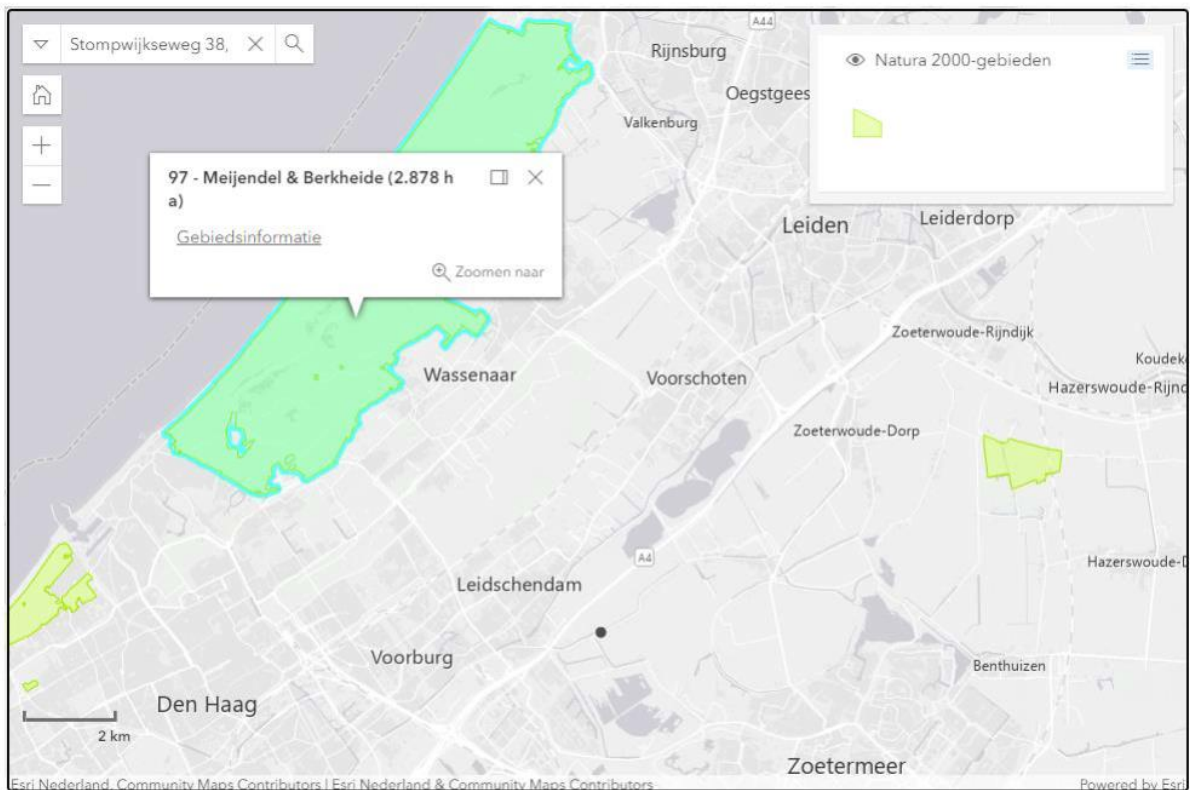 Stompwijkseweg 38,
A44
Rijnsburg
Natura 2000-gebieden
Oegstgees
Valkenburg
97 - Meijendel & Berkheide (2.878 h
a)
Gebiedsinformatie
Zoomen naar
Leiden
Leiderdorp
Zoeterwoude-Rijndijk
Koudek
Wassenaar
Voorschoten
Hazerswoude-Rijnd
Zoeterwoude-Dorp
A4
Hazerswoude-D
Leidschendam
Voorburg
Benthuizen
Den Haag
2 km
Zoetermeer
Esri Nederland, Community Maps Contributors | Esri Nederland & Community Maps Contributors
Powered by Esri